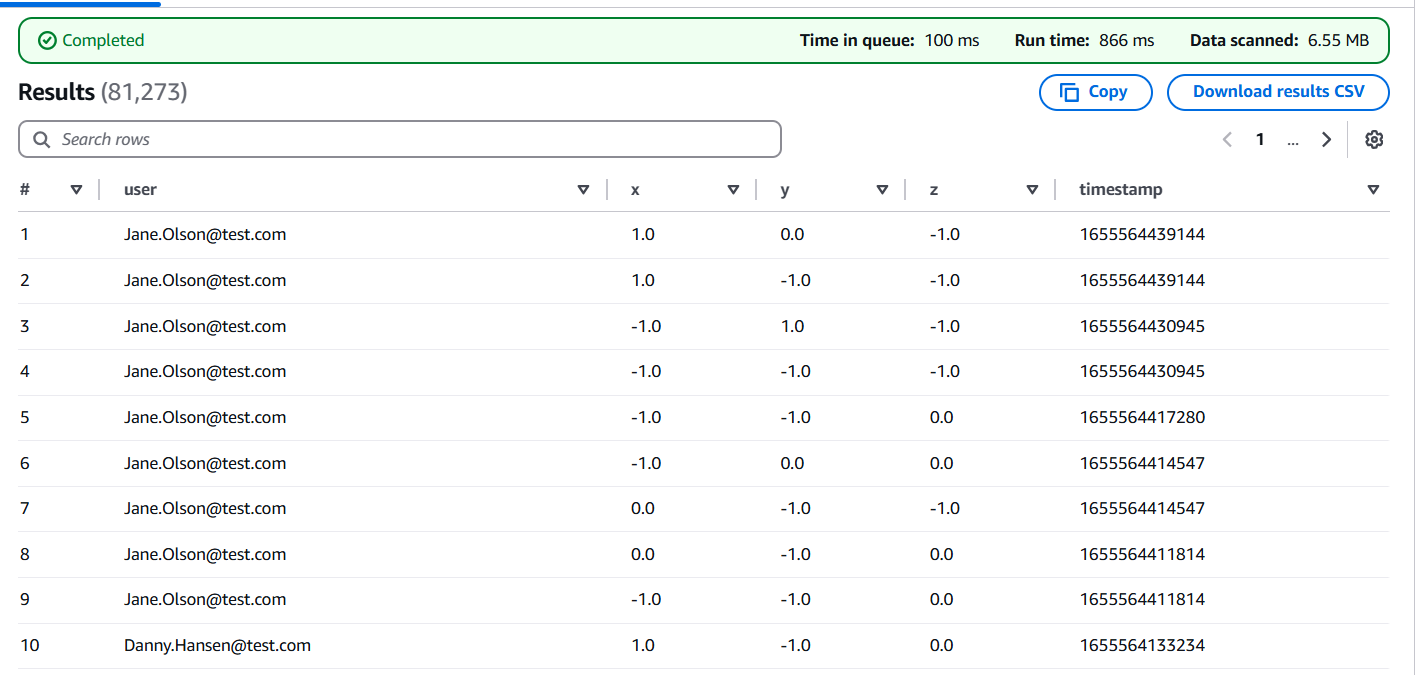 Completed Time in queue: 100 ms Run time: 866 ms Data scanned: 6.55 MB
Results (81,273) Copy Download results CSV
Search rows 1 ...
# user x y z timestamp
1 Jane.Olson@test.com 1.0 0.0 -1.0 1655564439144
2 Jane.Olson@test.com 1.0 -1.0 -1.0 1655564439144
3 Jane.Olson@test.com -1.0 1.0 -1.0 1655564430945
4 Jane.Olson@test.com -1.0 -1.0 -1.0 1655564430945
5 Jane.Olson@test.com -1.0 -1.0 0.0 1655564417280
6 Jane.Olson@test.com -1.0 0.0 0.0 1655564414547
7 Jane.Olson@test.com 0.0 -1.0 -1.0 1655564414547
8 Jane.Olson@test.com 0.0 -1.0 0.0 1655564411814
9 Jane.Olson@test.com -1.0 -1.0 0.0 1655564411814
10 Danny.Hansen@test.com 1.0 -1.0 0.0 1655564133234